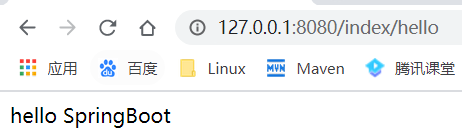 127.0.0.1:8080/index/hello
应用 百度 Linux MVN Maven 腾讯课堂
hello SpringBoot